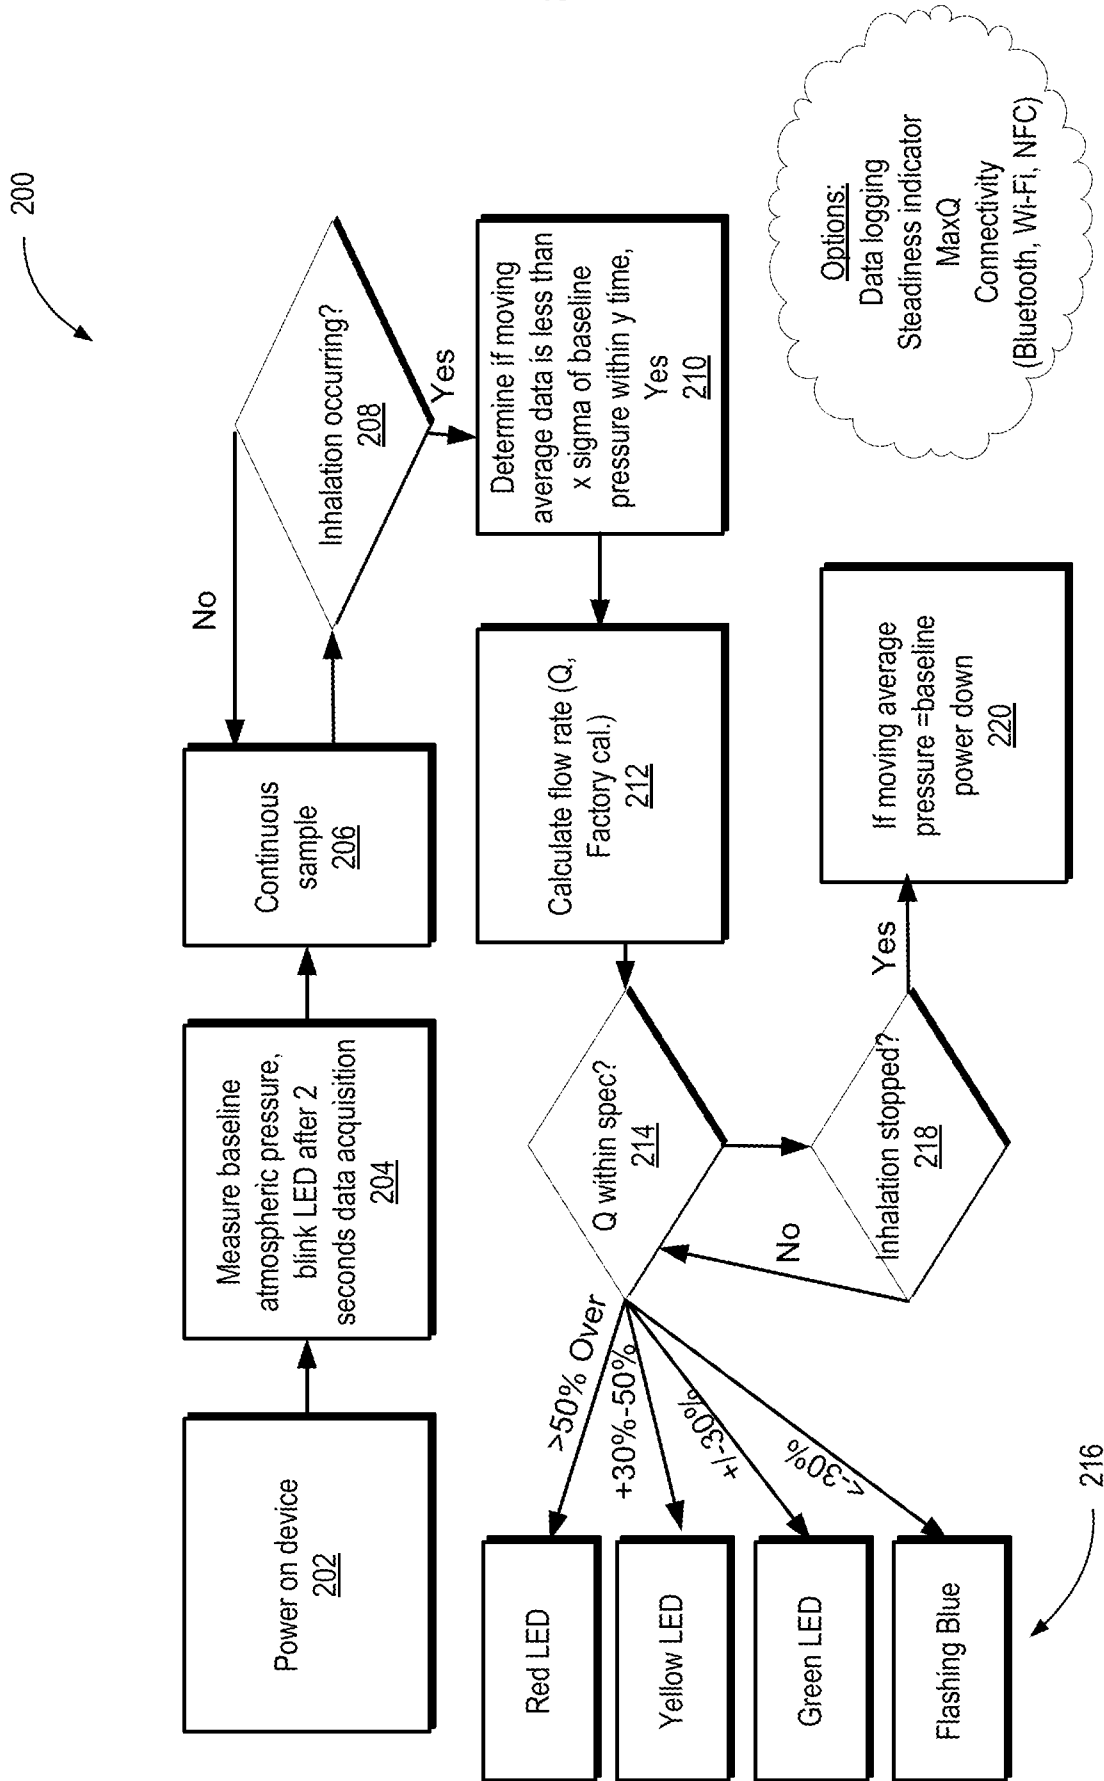 200
Power on device
202
Measure baseline
atmospheric pressure,
blink LED after 2
seconds data acquisition
204
Continuous
sample
206
No
Inhalation occurring?
208
Yes
Determine if moving
average data is less than
x sigma of baseline
pressure within y time,
Yes
210
Calculate flow rate (Q,
Factory cal.)
212
Q within spec?
214
>50% Over
+30%-50%
+/-30%
<-30%
Red LED
Yellow LED
Green LED
Flashing Blue
216
No
Inhalation stopped?
218
Yes
If moving average
pressure =baseline
power down
220
Options:
Data logging
Steadiness indicator
MaxQ
Connectivity
(Bluetooth, Wi-Fi, NFC)